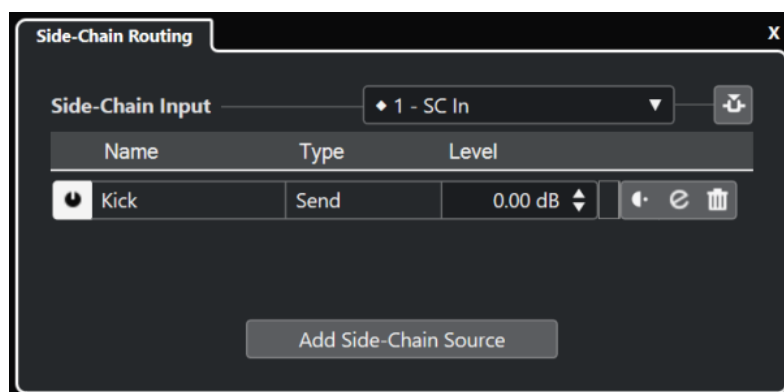 Side-Chain Routing X
Side-Chain Input 1 - SC In
Name Type Level
Kick Send 0.00 dB e
Add Side-Chain Source